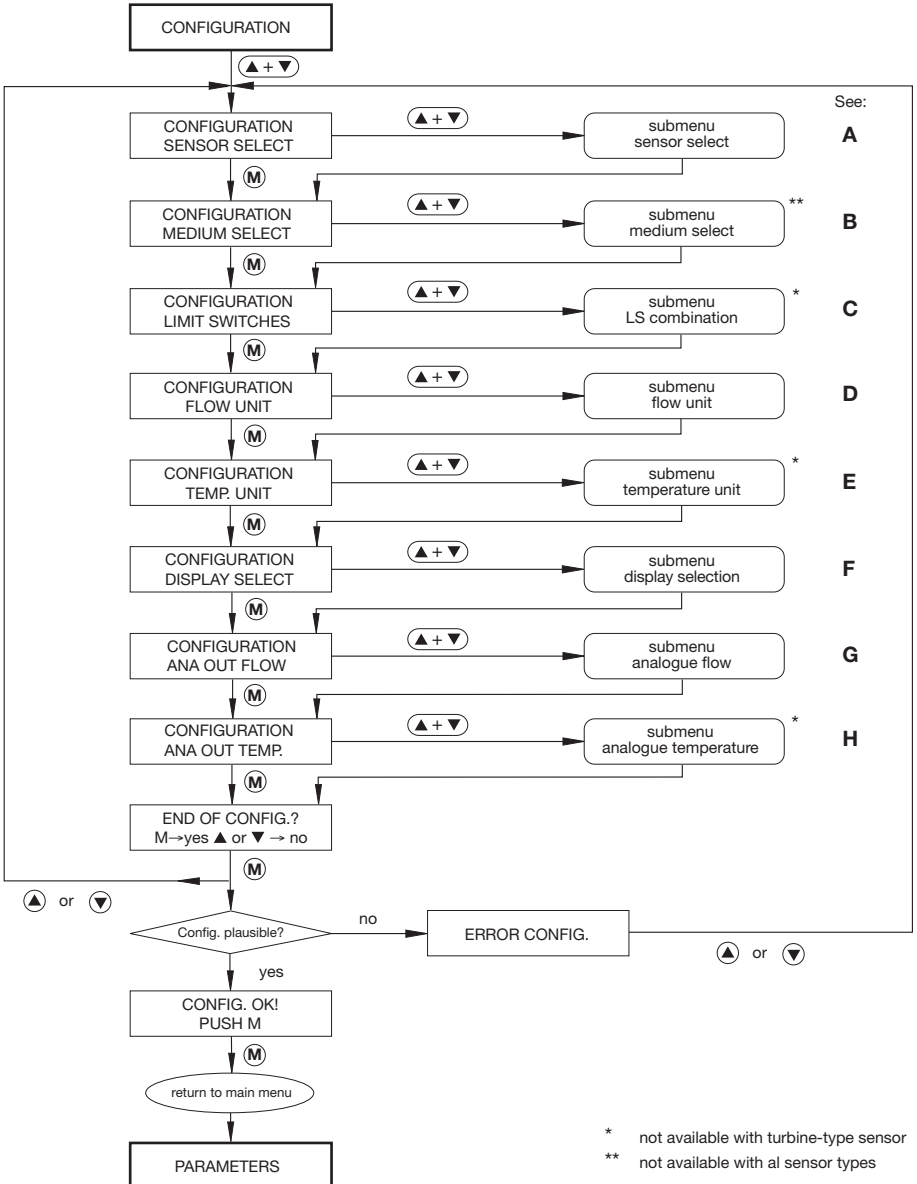 CONFIGURATION
▲ + ▼
See:
CONFIGURATION
SENSOR SELECT
▲ + ▼
submenu
sensor select
A
M
CONFIGURATION
MEDIUM SELECT
▲ + ▼
submenu
medium select
**
B
M
CONFIGURATION
LIMIT SWITCHES
▲ + ▼
submenu
LS combination
*
C
M
CONFIGURATION
FLOW UNIT
▲ + ▼
submenu
flow unit
D
M
CONFIGURATION
TEMP. UNIT
▲ + ▼
submenu
temperature unit
*
E
M
CONFIGURATION
DISPLAY SELECT
▲ + ▼
submenu
display selection
F
M
CONFIGURATION
ANA OUT FLOW
▲ + ▼
submenu
analogue flow
G
M
CONFIGURATION
ANA OUT TEMP.
▲ + ▼
submenu
analogue temperature
*
H
M
END OF CONFIG.?
M→yes ▲ or ▼ → no
M
▲ or ▼
Config. plausible?
no
ERROR CONFIG.
▲ or ▼
yes
CONFIG. OK!
PUSH M
M
return to main menu
PARAMETERS
* not available with turbine-type sensor
** not available with al sensor types